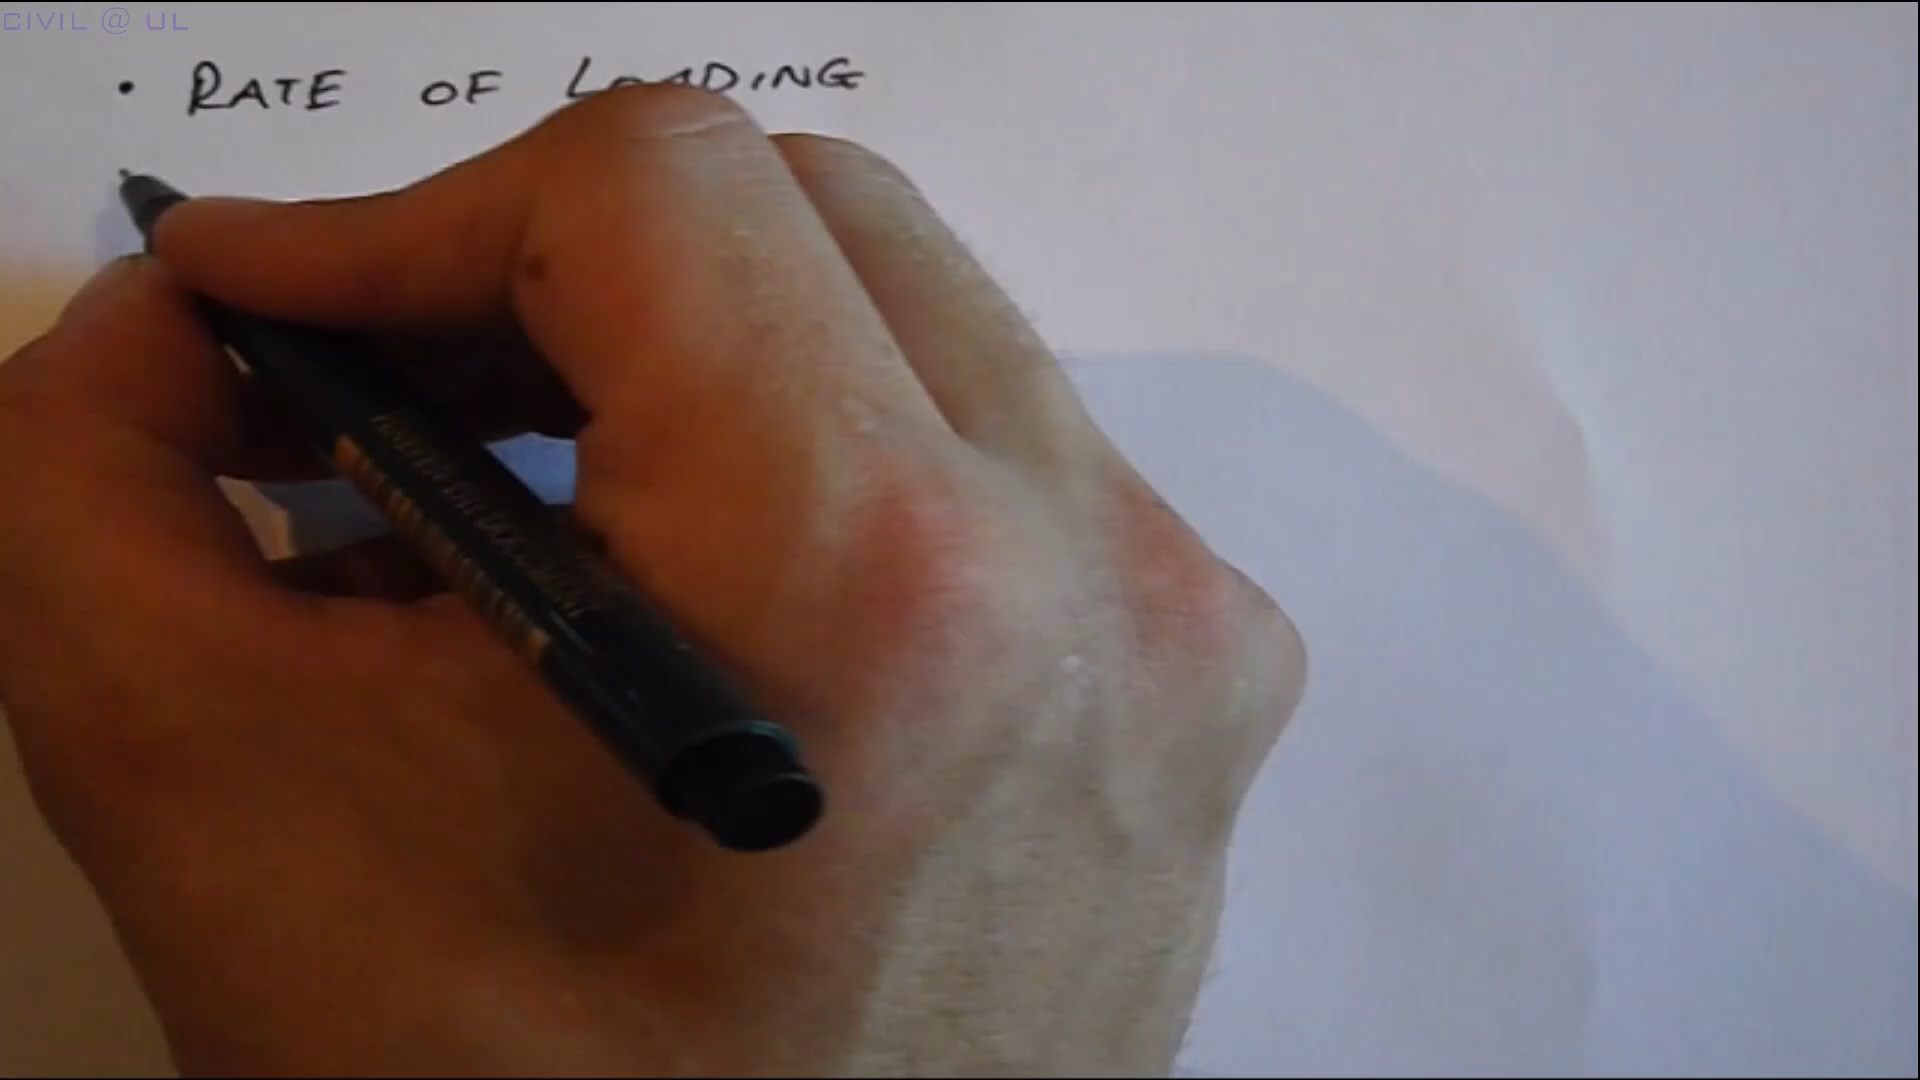 CIVIL @ UL
• RATE OF LOADING